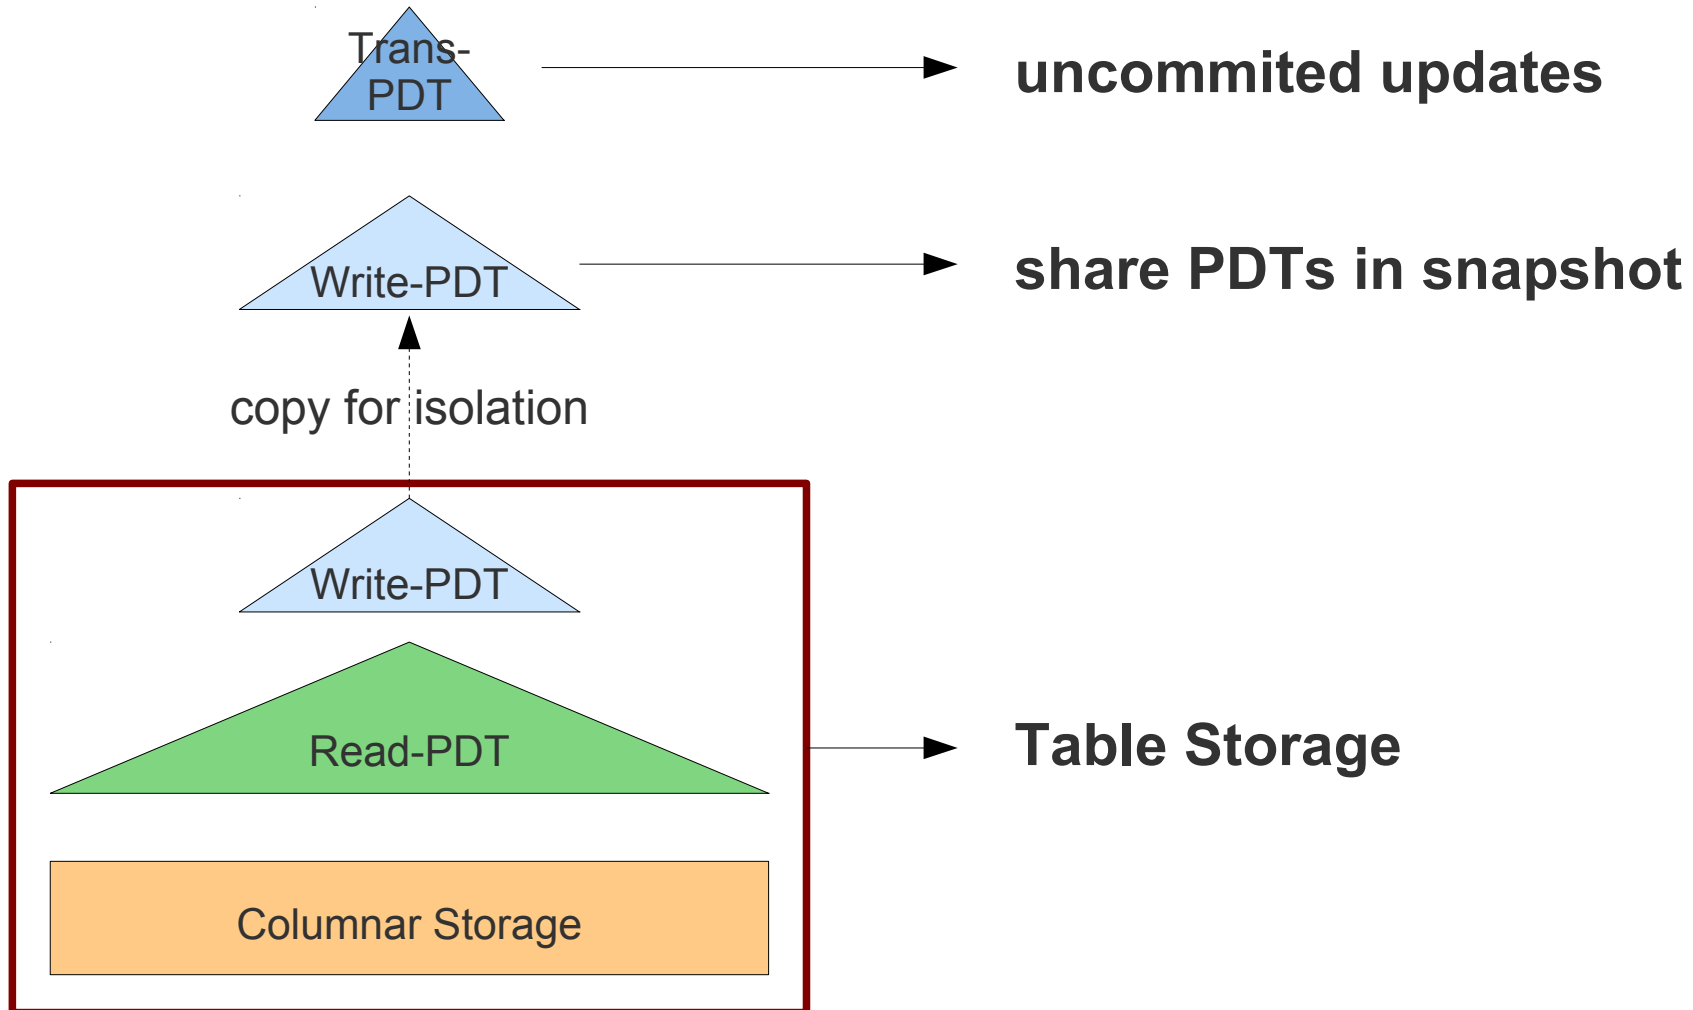 Trans-
PDT
uncommited updates
Write-PDT
share PDTs in snapshot
copy for isolation
Write-PDT
Read-PDT
Table Storage
Columnar Storage